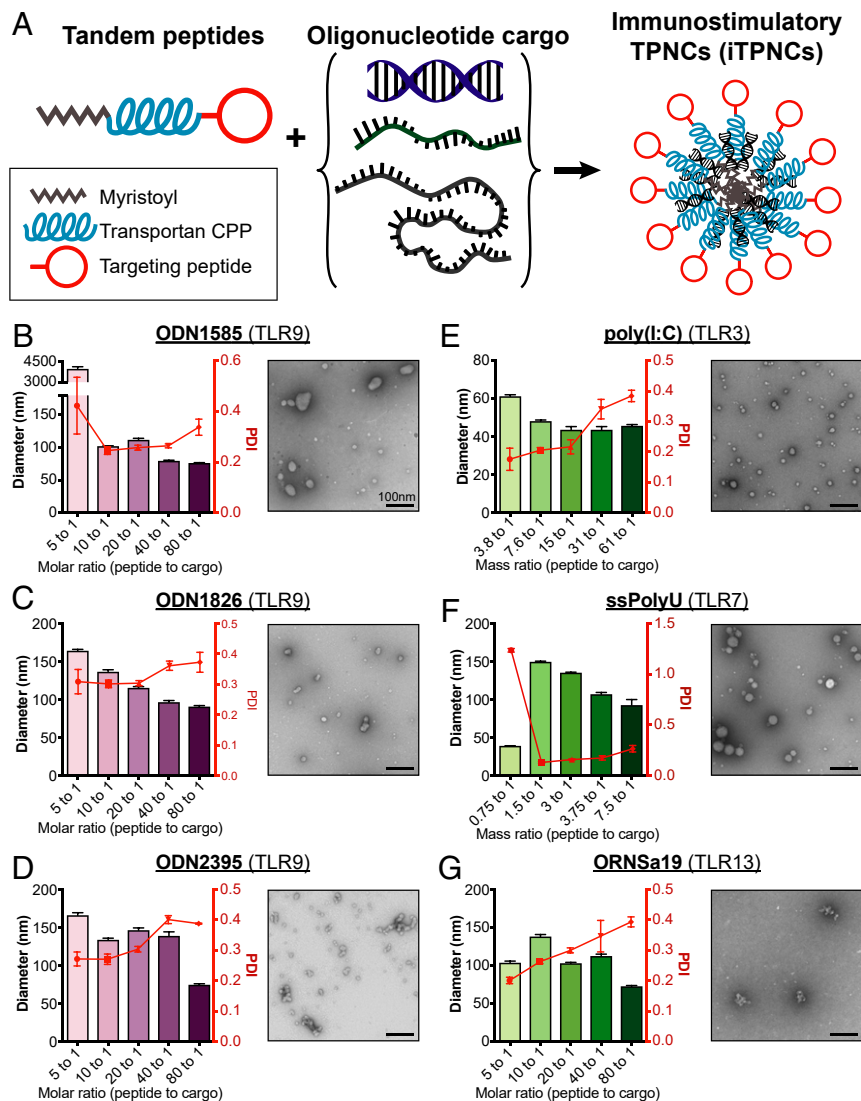 A
Tandem peptides
Oligonucleotide cargo
Immunostimulatory
TPNCs (iTPNCs)
+
Myristoyl
Transportan CPP
Targeting peptide
B
ODN1585 (TLR9)
4500
3000
150
100
50
0
Diameter (nm)
0.6
0.4
0.2
0.0
PDI
5 to 1
10 to 1
20 to 1
40 to 1
80 to 1
Molar ratio (peptide to cargo)
100nm
E
poly(I:C) (TLR3)
80
60
40
20
0
Diameter (nm)
0.5
0.4
0.3
0.2
0.1
0.0
PDI
3.8 to 1
7.6 to 1
15 to 1
31 to 1
61 to 1
Mass ratio (peptide to cargo)
C
ODN1826 (TLR9)
200
150
100
50
0
Diameter (nm)
0.5
0.4
0.3
0.2
0.1
0.0
PDI
5 to 1
10 to 1
20 to 1
40 to 1
80 to 1
Molar ratio (peptide to cargo)
F
ssPolyU (TLR7)
200
150
100
50
0
Diameter (nm)
1.5
1.0
0.5
0.0
PDI
0.75 to 1
1.5 to 1
3 to 1
3.75 to 1
7.5 to 1
Mass ratio (peptide to cargo)
D
ODN2395 (TLR9)
200
150
100
50
0
Diameter (nm)
0.5
0.4
0.3
0.2
0.1
0.0
PDI
5 to 1
10 to 1
20 to 1
40 to 1
80 to 1
Molar ratio (peptide to cargo)
G
ORNSa19 (TLR13)
200
150
100
50
0
Diameter (nm)
0.5
0.4
0.3
0.2
0.1
0.0
PDI
5 to 1
10 to 1
20 to 1
40 to 1
80 to 1
Molar ratio (peptide to cargo)